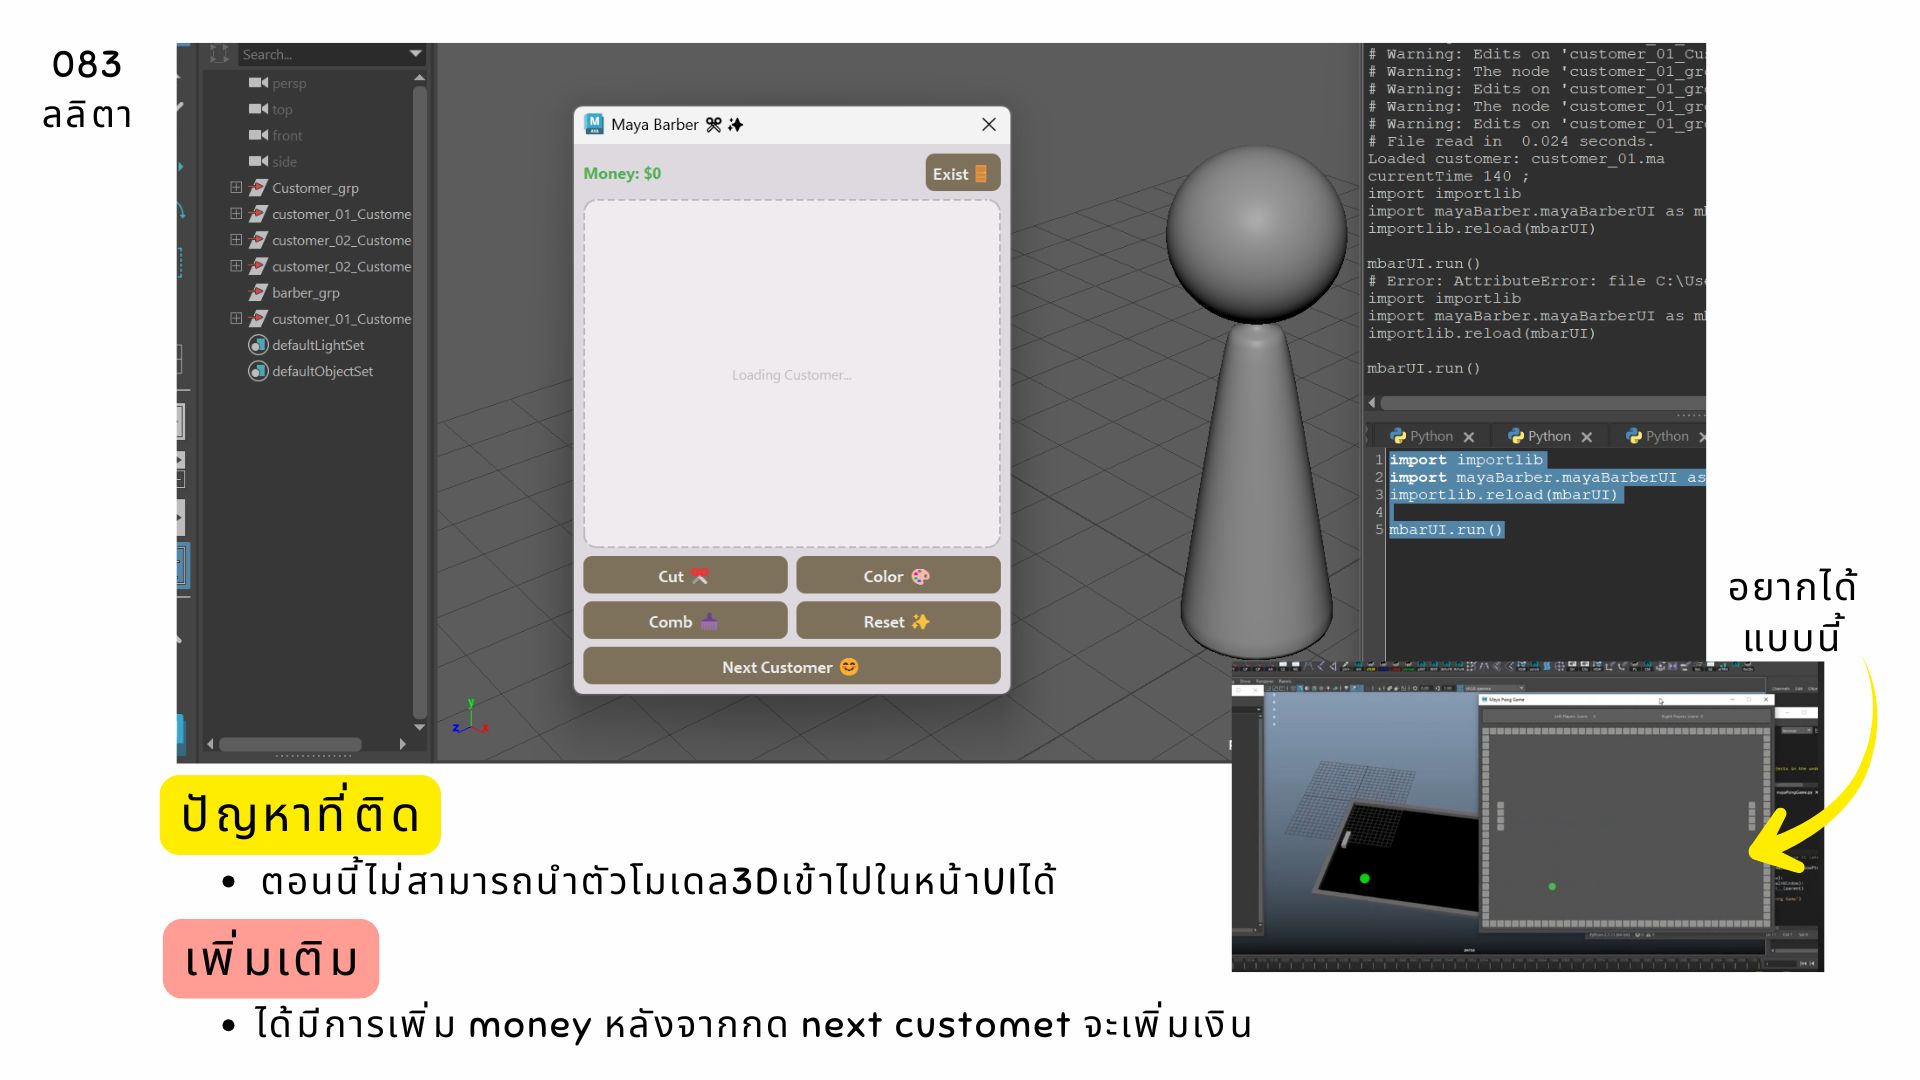 083
ลลิตา
Search...
persp
top
front
side
Customer_grp
customer_01_Custome
customer_02_Custome
customer_02_Custome
barber_grp
customer_01_Custome
defaultLightSet
defaultObjectSet
Maya Barber
Money: $0
Exist
Loading Customer...
Cut
Color
Comb
Reset
Next Customer
y
z
x
# Warning: Edits on 'customer_01_Cu
# Warning: The node 'customer_01_gr
# Warning: Edits on 'customer_01_gr
# Warning: The node 'customer_01_gr
# Warning: Edits on 'customer_01_gr
# File read in  0.024 seconds.
Loaded customer: customer_01.ma
currentTime 140 ;
import importlib
import mayaBarber.mayaBarberUI as m
importlib.reload(mbarUI)
mbarUI.run()
# Error: AttributeError: file C:\Use
import importlib
import mayaBarber.mayaBarberUI as m
importlib.reload(mbarUI)
mbarUI.run()
Python
Python
Python
1 import importlib
2 import mayaBarber.mayaBarberUI as
3 importlib.reload(mbarUI)
4
5 mbarUI.run()
อยากได้
แบบนี้
Maya Pong Game
ปัญหาที่ติด
• ตอนนี้ไม่สามารถนำตัวโมเดล3Dเข้าไปในหน้าUIได้
เพิ่มเติม
• ได้มีการเพิ่ม money หลังจากกด next customet จะเพิ่มเงิน